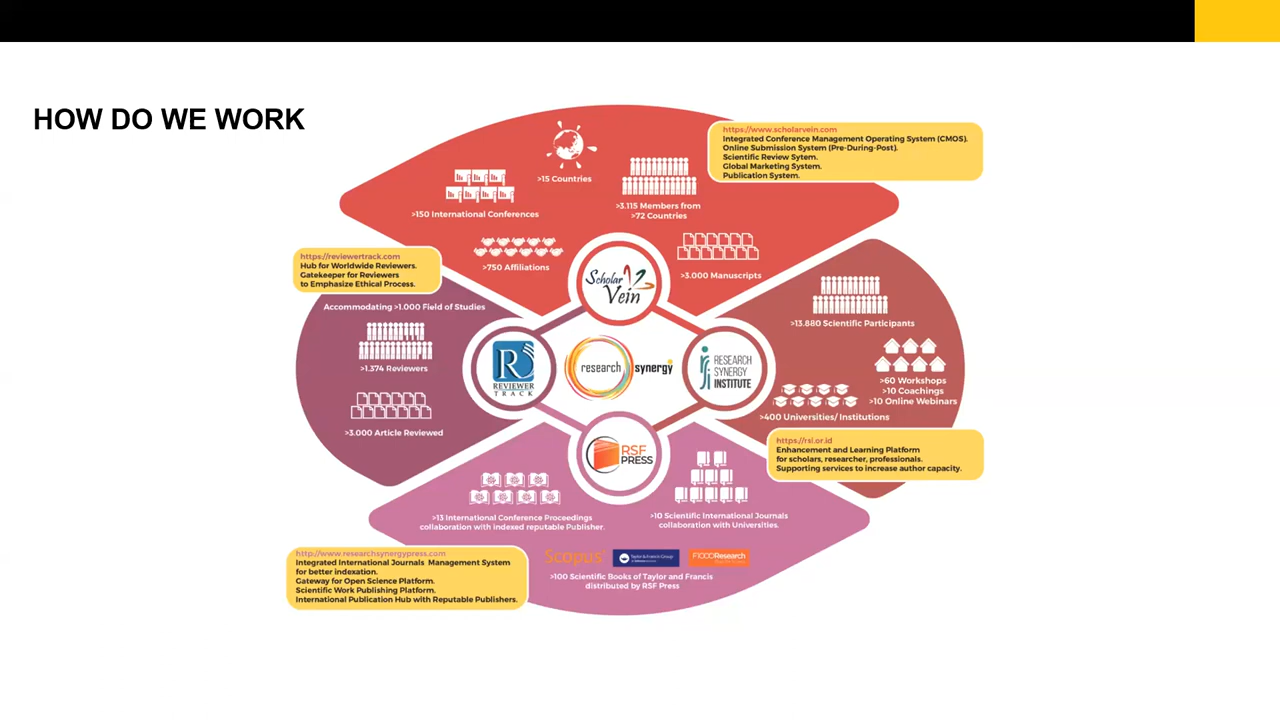 HOW DO WE WORK
https://www.scholarvein.com
Integrated Conference Management Operating System (CMOS).
Online Submission System (Pre-During-Post).
Scientific Review Sytem.
Global Marketing System.
Publication System.
>15 Countries
>150 International Conferences
>3.115 Members from
>72 Countries
>750 Affiliations
>3.000 Manuscripts
Scholar
Vein
https://reviewertrack.com
Hub for Worldwide Reviewers.
Gatekeeper for Reviewers
to Emphasize Ethical Process.
Accommodating >1.000 Field of Studies
>1.374 Reviewers
>3.000 Article Reviewed
R
REVIEWER
TRACK
research synergy
RESEARCH
SYNERGY
INSTITUTE
>13.880 Scientific Participants
>60 Workshops
>10 Coachings
>10 Online Webinars
>400 Universities/ Institutions
https://rsi.or.id
Enhancement and Learning Platform
for scholars, researcher, professionals.
Supporting services to increase author capacity.
RSF
PRESS
>13 International Conference Proceedings
collaboration with indexed reputable Publisher.
>10 Scientific International Journals
collaboration with Universities.
Scopus
Taylor & Francis Group
F1000Research
>100 Scientific Books of Taylor and Francis
distributed by RSF Press
http://www.researchsynergypress.com
Integrated International Journals Management System
for better indexation.
Gateway for Open Science Platform.
Scientific Work Publishing Platform.
International Publication Hub with Reputable Publishers.